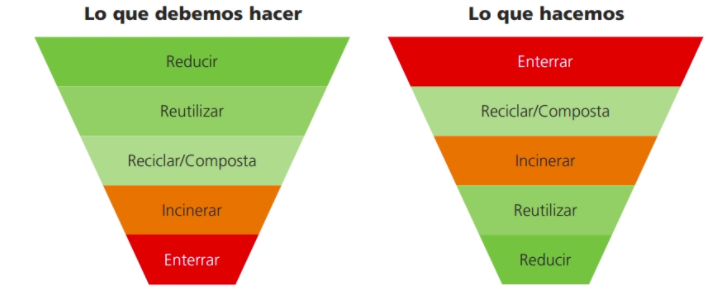 Lo que debemos hacer
Reducir
Reutilizar
Reciclar/Composta
Incinerar
Enterrar
Lo que hacemos
Enterrar
Reciclar/Composta
Incinerar
Reutilizar
Reducir